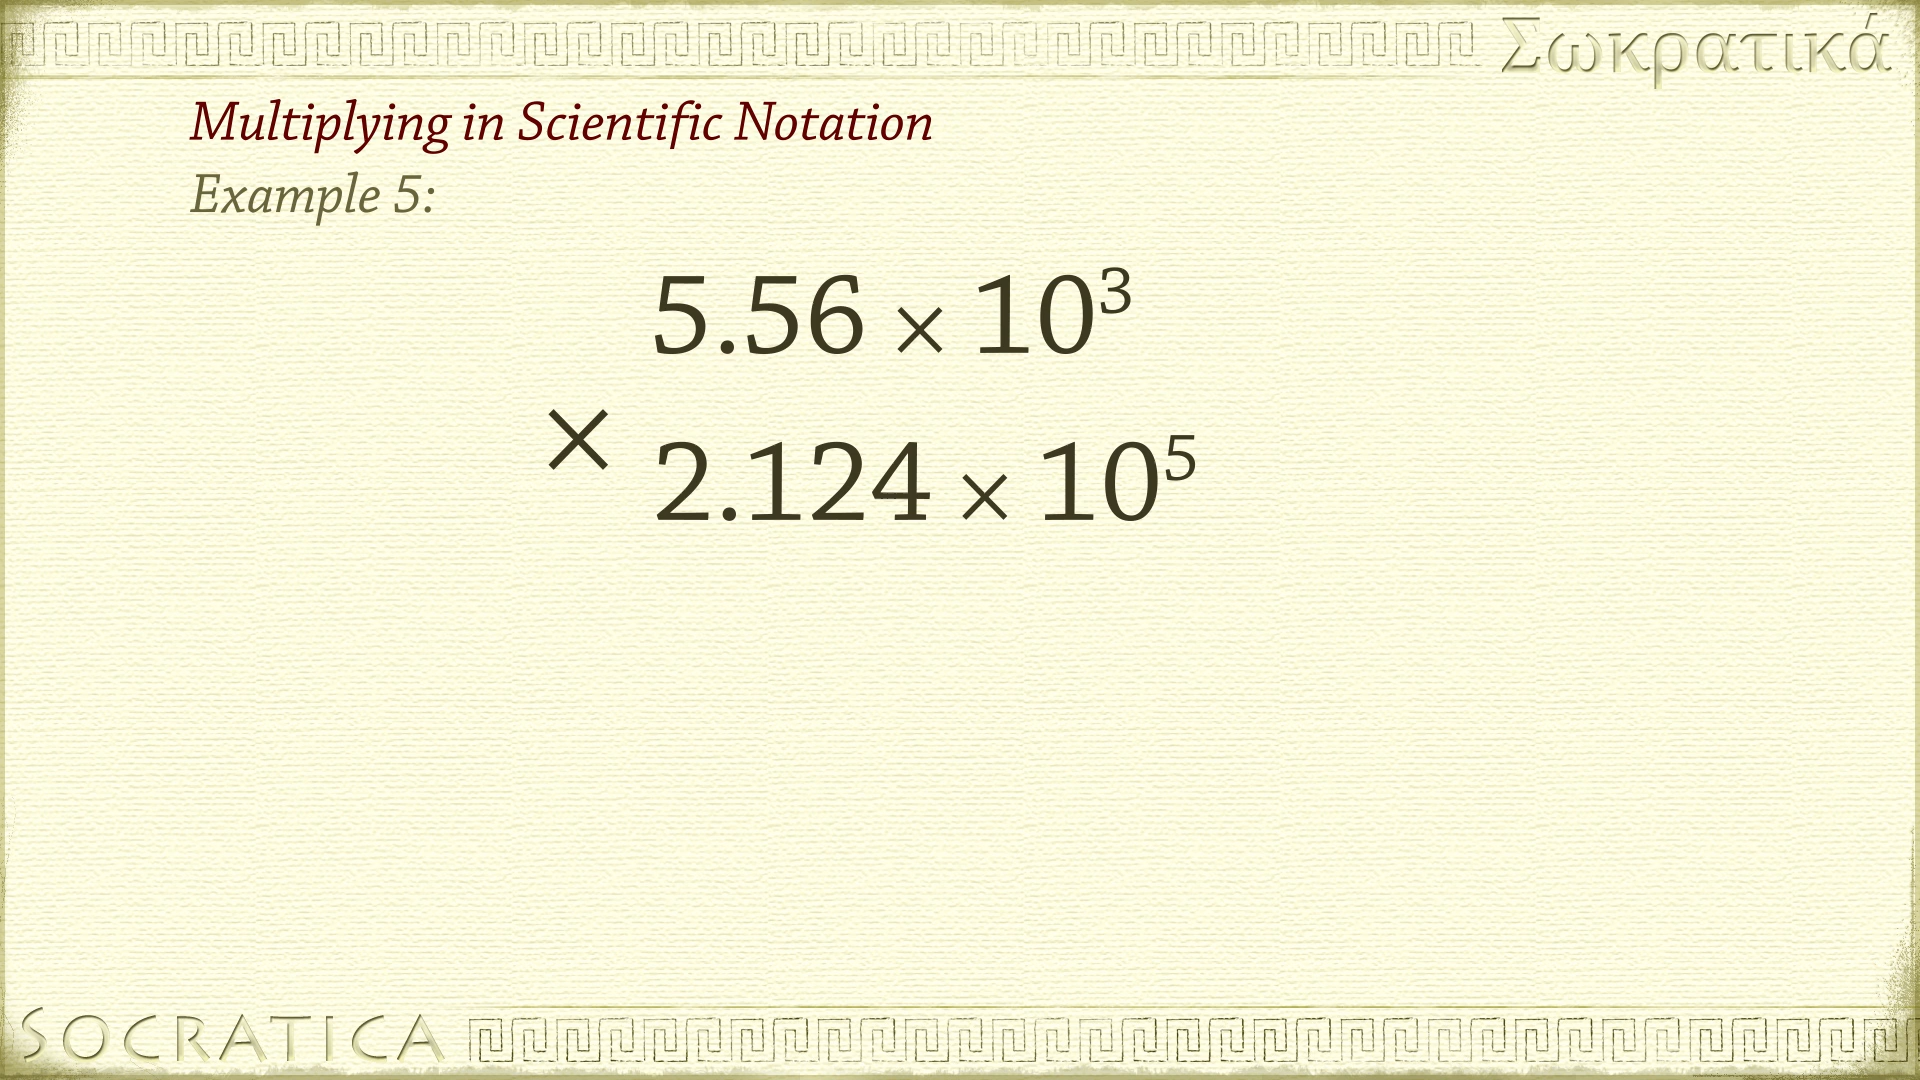 Σωκρατικά
Multiplying in Scientific Notation
Example 5:
5.56 × 10³
× 2.124 × 10⁵
SOCRATICA